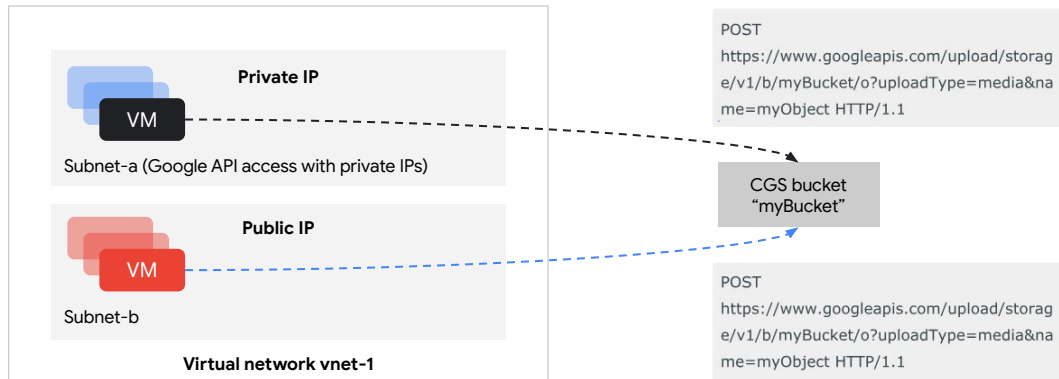 Private IP
VM
Subnet-a (Google API access with private IPs)
Public IP
VM
Subnet-b
Virtual network vnet-1
POST
https://www.googleapis.com/upload/storag
e/v1/b/myBucket/o?uploadType=media&na
me=myObject HTTP/1.1
CGS bucket
“myBucket”
POST
https://www.googleapis.com/upload/storag
e/v1/b/myBucket/o?uploadType=media&na
me=myObject HTTP/1.1